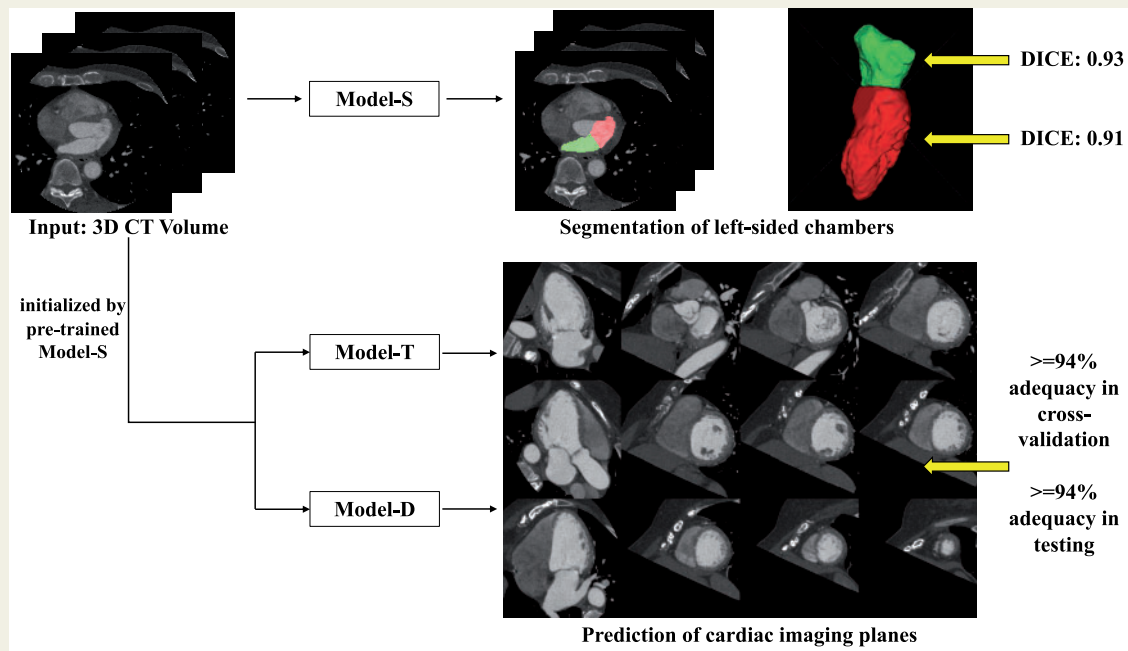 Model-S
DICE: 0.93
DICE: 0.91
Input: 3D CT Volume
Segmentation of left-sided chambers
initialized by
pre-trained
Model-S
Model-T
Model-D
>=94%
adequacy in
cross-
validation
>=94%
adequacy in
testing
Prediction of cardiac imaging planes